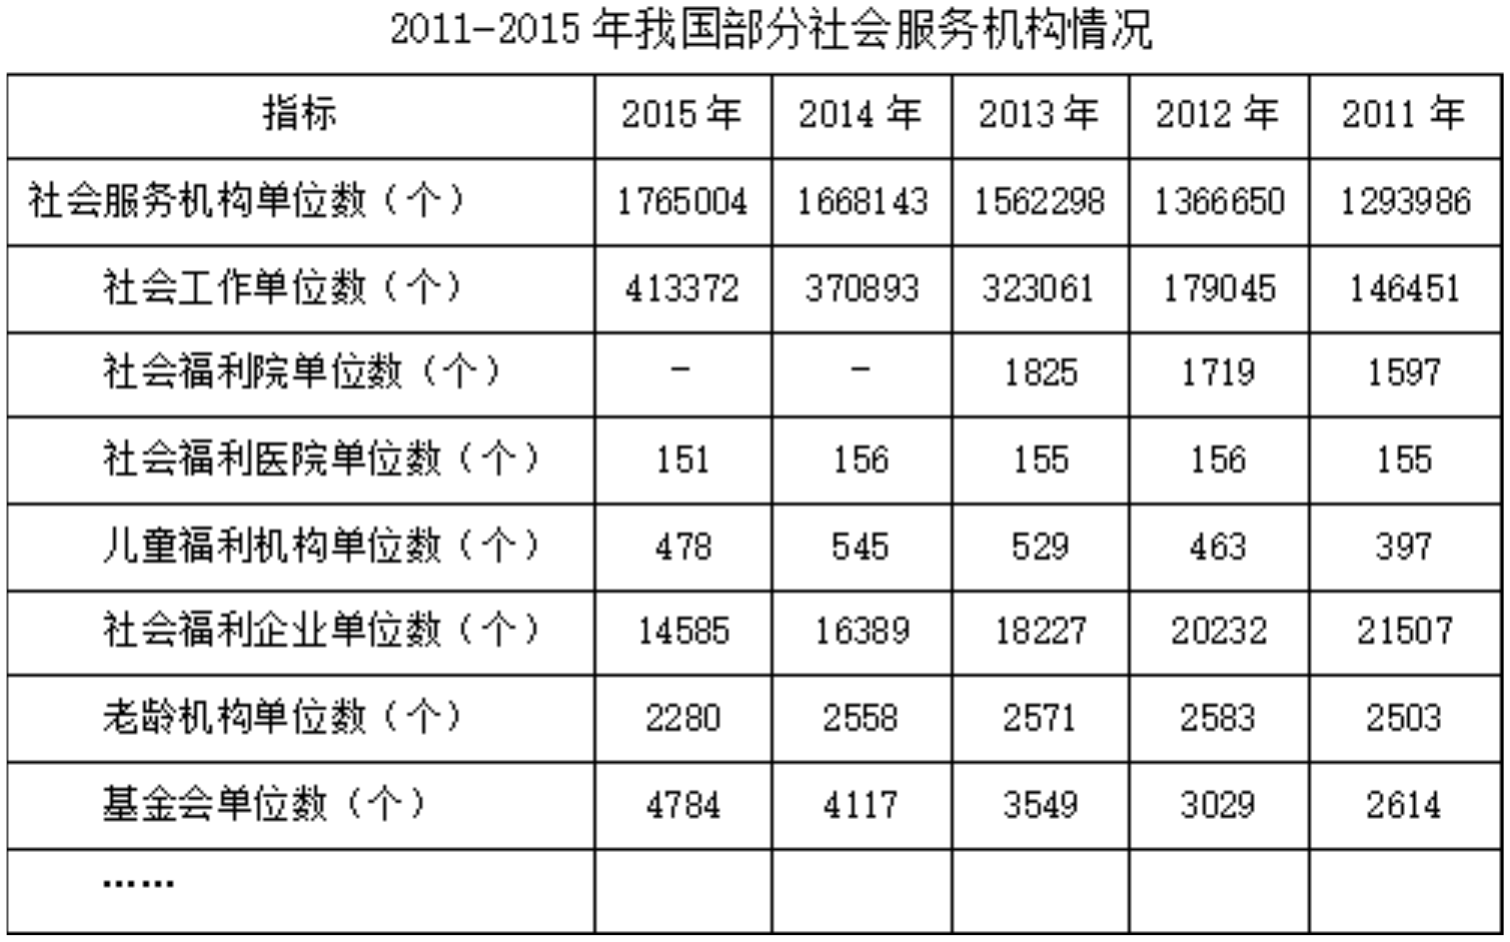 2011-2015年我国部分社会服务机构情况
指标 2015年 2014年 2013年 2012年 2011年
社会服务机构单位数（个） 1765004 1668143 1562298 1366650 1293986
社会工作单位数（个） 413372 370893 323061 179045 146451
社会福利院单位数（个） - - 1825 1719 1597
社会福利医院单位数（个） 151 156 155 156 155
儿童福利机构单位数（个） 478 545 529 463 397
社会福利企业单位数（个） 14585 16389 18227 20232 21507
老龄机构单位数（个） 2280 2558 2571 2583 2503
基金会单位数（个） 4784 4117 3549 3029 2614
……